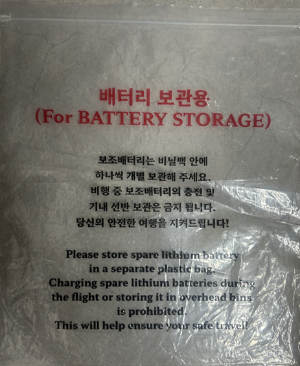 배터리 보관용
(For BATTERY STORAGE)
보조배터리는 비닐백 안에
하나씩 개별 보관해 주세요.
비행 중 보조배터리의 충전 및
기내 선반 보관은 금지 됩니다.
당신의 안전한 여행을 지켜드립니다!
Please store spare lithium battery
in a separate plastic bag.
Charging spare lithium batteries during
the flight or storing it in overhead bins
is prohibited.
This will help ensure your safe travel!